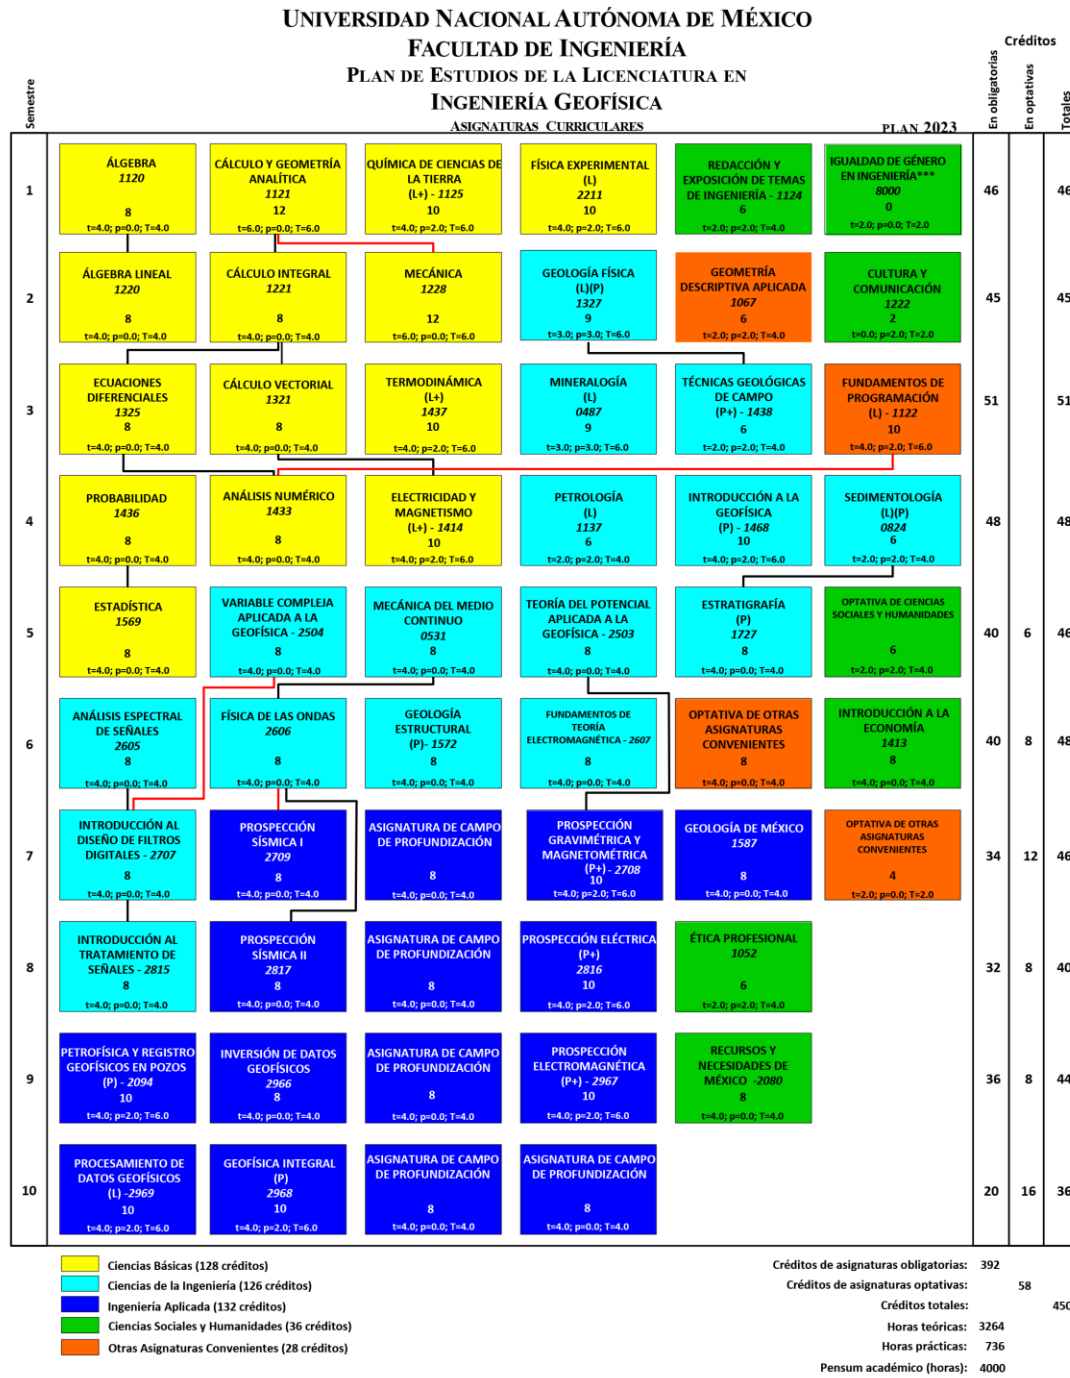 UNIVERSIDAD NACIONAL AUTÓNOMA DE MÉXICO
FACULTAD DE INGENIERÍA
PLAN DE ESTUDIOS DE LA LICENCIATURA EN
INGENIERÍA GEOFÍSICA
ASIGNATURAS CURRICULARES
PLAN 2023
Créditos
Semestre
En obligatorias
En optativas
Totales
1
ÁLGEBRA
1120
8
t=4.0; p=0.0; T=4.0
CÁLCULO Y GEOMETRÍA
ANALÍTICA
1121
12
t=6.0; p=0.0; T=6.0
QUÍMICA DE CIENCIAS DE
LA TIERRA
(L+) - 1125
10
t=4.0; p=2.0; T=6.0
FÍSICA EXPERIMENTAL
(L)
2211
10
t=4.0; p=2.0; T=6.0
REDACCIÓN Y
EXPOSICIÓN DE TEMAS
DE INGENIERÍA - 1124
6
t=2.0; p=2.0; T=4.0
IGUALDAD DE GÉNERO
EN INGENIERÍA***
8000
0
t=2.0; p=0.0; T=2.0
46
46
2
ÁLGEBRA LINEAL
1220
8
t=4.0; p=0.0; T=4.0
CÁLCULO INTEGRAL
1221
8
t=4.0; p=0.0; T=4.0
MECÁNICA
1228
12
t=6.0; p=0.0; T=6.0
GEOLOGÍA FÍSICA
(L)(P)
1327
9
t=3.0; p=3.0; T=6.0
GEOMETRÍA
DESCRIPTIVA APLICADA
1067
6
t=2.0; p=2.0; T=4.0
CULTURA Y
COMUNICACIÓN
1222
2
t=0.0; p=2.0; T=2.0
45
45
3
ECUACIONES
DIFERENCIALES
1325
8
t=4.0; p=0.0; T=4.0
CÁLCULO VECTORIAL
1321
8
t=4.0; p=0.0; T=4.0
TERMODINÁMICA
(L+)
1437
10
t=4.0; p=2.0; T=6.0
MINERALOGÍA
(L)
0487
9
t=3.0; p=3.0; T=6.0
TÉCNICAS GEOLÓGICAS
DE CAMPO
(P+) - 1438
6
t=2.0; p=2.0; T=4.0
FUNDAMENTOS DE
PROGRAMACIÓN
(L) - 1122
10
t=4.0; p=2.0; T=6.0
51
51
4
PROBABILIDAD
1436
8
t=4.0; p=0.0; T=4.0
ANÁLISIS NUMÉRICO
1433
8
t=4.0; p=0.0; T=4.0
ELECTRICIDAD Y
MAGNETISMO
(L+) - 1414
10
t=4.0; p=2.0; T=6.0
PETROLOGÍA
(L)
1137
6
t=2.0; p=2.0; T=4.0
INTRODUCCIÓN A LA
GEOFÍSICA
(P) - 1468
10
t=4.0; p=2.0; T=6.0
SEDIMENTOLOGÍA
(L)(P)
0824
6
t=2.0; p=2.0; T=4.0
48
48
5
ESTADÍSTICA
1569
8
t=4.0; p=0.0; T=4.0
VARIABLE COMPLEJA
APLICADA A LA
GEOFÍSICA - 2504
8
t=4.0; p=0.0; T=4.0
MECÁNICA DEL MEDIO
CONTINUO
0531
8
t=4.0; p=0.0; T=4.0
TEORÍA DEL POTENCIAL
APLICADA A LA
GEOFÍSICA - 2503
8
t=4.0; p=0.0; T=4.0
ESTRATIGRAFÍA
(P)
1727
8
t=4.0; p=0.0; T=4.0
OPTATIVA DE CIENCIAS
SOCIALES Y HUMANIDADES
6
t=2.0; p=2.0; T=4.0
40
6
46
6
ANÁLISIS ESPECTRAL
DE SEÑALES
2605
8
t=4.0; p=0.0; T=4.0
FÍSICA DE LAS ONDAS
2606
8
t=4.0; p=0.0; T=4.0
GEOLOGÍA
ESTRUCTURAL
(P)- 1572
8
t=4.0; p=0.0; T=4.0
FUNDAMENTOS DE
TEORÍA
ELECTROMAGNÉTICA - 2607
8
t=4.0; p=0.0; T=4.0
OPTATIVA DE OTRAS
ASIGNATURAS
CONVENIENTES
8
t=4.0; p=0.0; T=4.0
INTRODUCCIÓN A LA
ECONOMÍA
1413
8
t=4.0; p=0.0; T=4.0
40
8
48
7
INTRODUCCIÓN AL
DISEÑO DE FILTROS
DIGITALES - 2707
8
t=4.0; p=0.0; T=4.0
PROSPECCIÓN
SÍSMICA I
2709
8
t=4.0; p=0.0; T=4.0
ASIGNATURA DE CAMPO
DE PROFUNDIZACIÓN
8
t=4.0; p=0.0; T=4.0
PROSPECCIÓN
GRAVIMÉTRICA Y
MAGNETOMÉTRICA
(P+) - 2708
10
t=4.0; p=2.0; T=6.0
GEOLOGÍA DE MÉXICO
1587
8
t=4.0; p=0.0; T=4.0
OPTATIVA DE OTRAS
ASIGNATURAS
CONVENIENTES
4
t=2.0; p=0.0; T=2.0
34
12
46
8
INTRODUCCIÓN AL
TRATAMIENTO DE
SEÑALES - 2815
8
t=4.0; p=0.0; T=4.0
PROSPECCIÓN
SÍSMICA II
2817
8
t=4.0; p=0.0; T=4.0
ASIGNATURA DE CAMPO
DE PROFUNDIZACIÓN
8
t=4.0; p=0.0; T=4.0
PROSPECCIÓN ELÉCTRICA
(P+)
2816
10
t=4.0; p=2.0; T=6.0
ÉTICA PROFESIONAL
1052
6
t=2.0; p=2.0; T=4.0
32
8
40
9
PETROFÍSICA Y REGISTRO
GEOFÍSICOS EN POZOS
(P) - 2094
10
t=4.0; p=2.0; T=6.0
INVERSIÓN DE DATOS
GEOFÍSICOS
2966
8
t=4.0; p=0.0; T=4.0
ASIGNATURA DE CAMPO
DE PROFUNDIZACIÓN
8
t=4.0; p=0.0; T=4.0
PROSPECCIÓN
ELECTROMAGNÉTICA
(P+) - 2967
10
t=4.0; p=2.0; T=6.0
RECURSOS Y
NECESIDADES DE
MÉXICO -2080
8
t=4.0; p=0.0; T=4.0
36
8
44
10
PROCESAMIENTO DE
DATOS GEOFÍSICOS
(L) -2969
10
t=4.0; p=2.0; T=6.0
GEOFÍSICA INTEGRAL
(P)
2968
10
t=4.0; p=2.0; T=6.0
ASIGNATURA DE CAMPO
DE PROFUNDIZACIÓN
8
t=4.0; p=0.0; T=4.0
ASIGNATURA DE CAMPO
DE PROFUNDIZACIÓN
8
t=4.0; p=0.0; T=4.0
20
16
36
Ciencias Básicas (128 créditos)
Ciencias de la Ingeniería (126 créditos)
Ingeniería Aplicada (132 créditos)
Ciencias Sociales y Humanidades (36 créditos)
Otras Asignaturas Convenientes (28 créditos)
Créditos de asignaturas obligatorias: 392
Créditos de asignaturas optativas: 58
Créditos totales: 450
Horas teóricas: 3264
Horas prácticas: 736
Pensum académico (horas): 4000